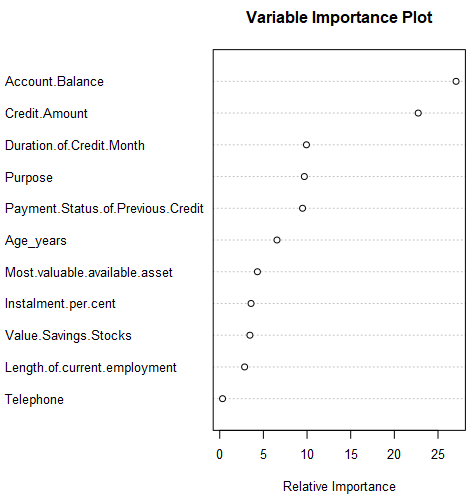 Variable Importance Plot
Account.Balance
Credit.Amount
Duration.of.Credit.Month
Purpose
Payment.Status.of.Previous.Credit
Age_years
Most.valuable.available.asset
Instalment.per.cent
Value.Savings.Stocks
Length.of.current.employment
Telephone
0 5 10 15 20 25
Relative Importance